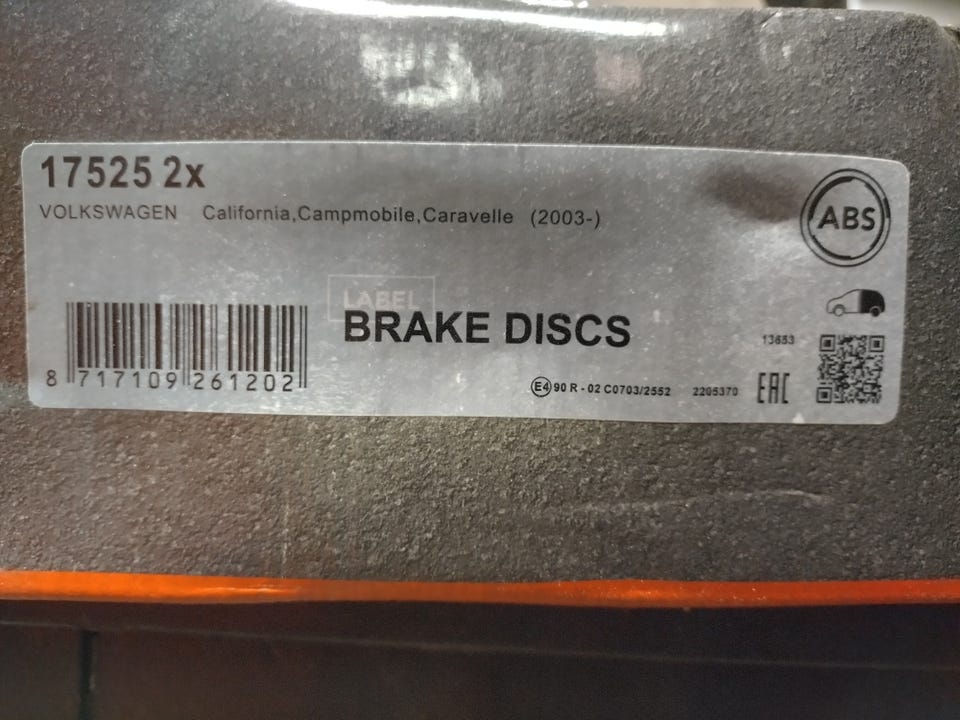 17525 2x
VOLKSWAGEN California,Campmobile,Caravelle (2003-)
ABS
LABEL
BRAKE DISCS
13653
8 717109 261202
E4 90 R - 02 C0703/2552 2205370 EAC